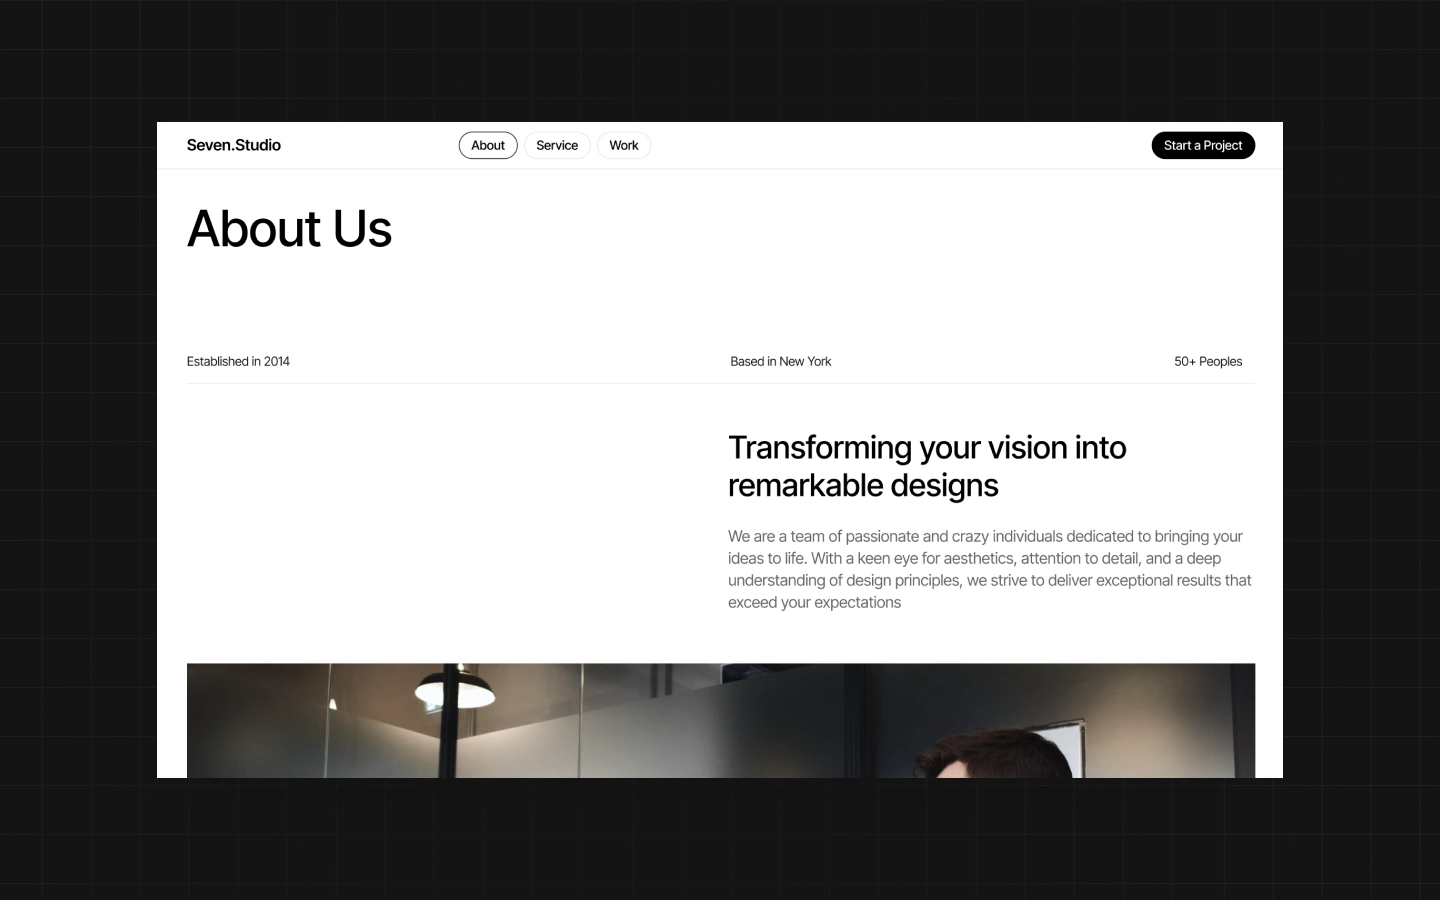 Seven.Studio
About
Service
Work
Start a Project
About Us
Established in 2014
Based in New York
50+ Peoples
Transforming your vision into
remarkable designs
We are a team of passionate and crazy individuals dedicated to bringing your
ideas to life. With a keen eye for aesthetics, attention to detail, and a deep
understanding of design principles, we strive to deliver exceptional results that
exceed your expectations